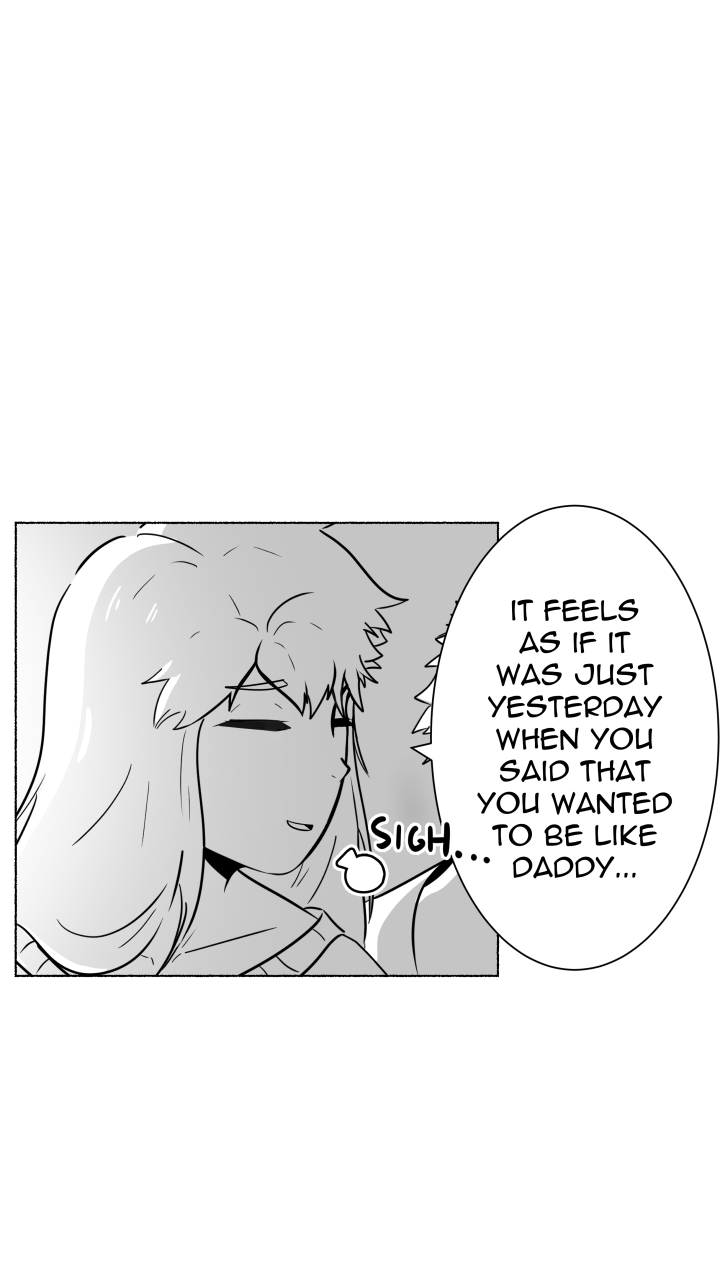 IT FEELS
AS IF IT
WAS JUST
YESTERDAY
WHEN YOU
SAID THAT
YOU WANTED
TO BE LIKE
DADDY...
SIGH...